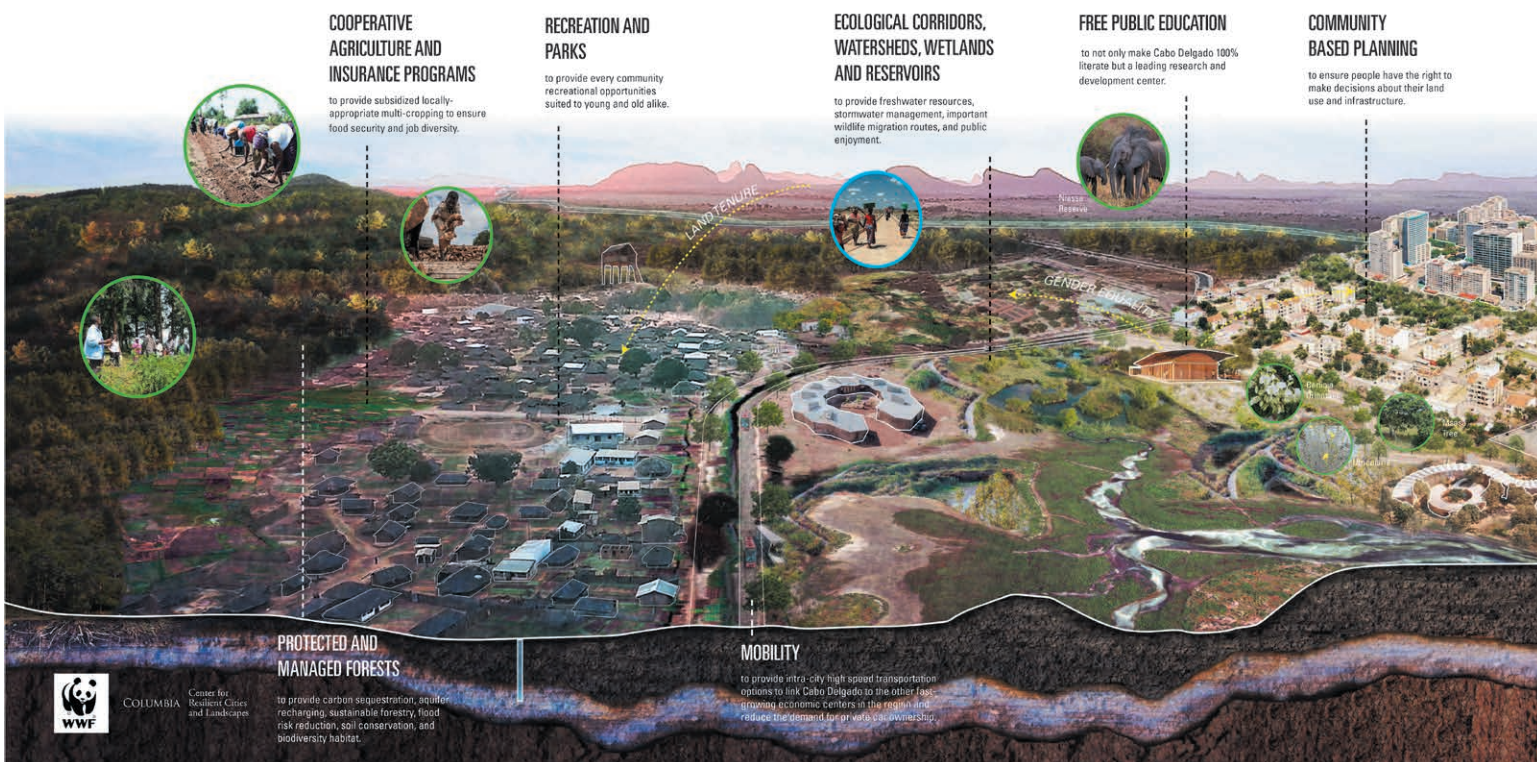 COOPERATIVE
AGRICULTURE AND
INSURANCE PROGRAMS
to provide subsidized locally-
appropriate multi-cropping to ensure
food security and job diversity.
RECREATION AND
PARKS
to provide every community
recreational opportunities
suited to young and old alike.
ECOLOGICAL CORRIDORS,
WATERSHEDS, WETLANDS
AND RESERVOIRS
to provide freshwater resources,
stormwater management, important
wildlife migration routes, and public
enjoyment.
FREE PUBLIC EDUCATION
to not only make Cabo Delgado 100%
literate but a leading research and
development center.
COMMUNITY
BASED PLANNING
to ensure people have the right to
make decisions about their land
use and infrastructure.
LAND TENURE
Niassa
Reserve
GENDER EQUALITY
Tree
PROTECTED AND
MANAGED FORESTS
to provide carbon sequestration, aquifer
recharging, sustainable forestry, flood
risk reduction, soil conservation, and
biodiversity habitat.
MOBILITY
to provide intra-city high speed transportation
options to link Cabo Delgado to the other fast-
growing economic centers in the region and
reduce the demand for private car ownership.
WWF
COLUMBIA
Center for
Resilient Cities
and Landscapes